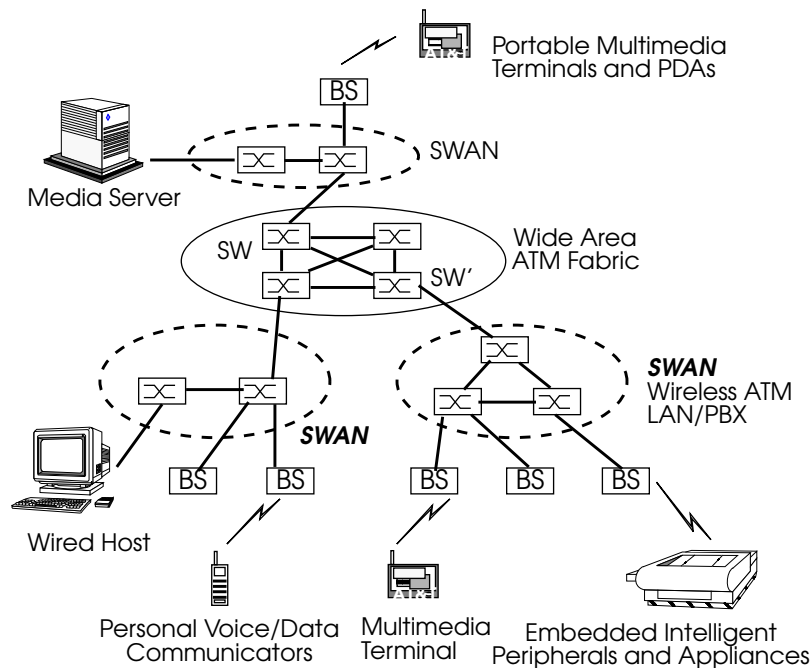 Portable Multimedia
Terminals and PDAs
AT&T
BS
SWAN
Media Server
SW
Wide Area
ATM Fabric
SW'
SWAN
Wireless ATM
LAN/PBX
SWAN
BS
BS
BS
BS
BS
Wired Host
AT&T
Personal Voice/Data
Communicators
Multimedia
Terminal
Embedded Intelligent
Peripherals and Appliances